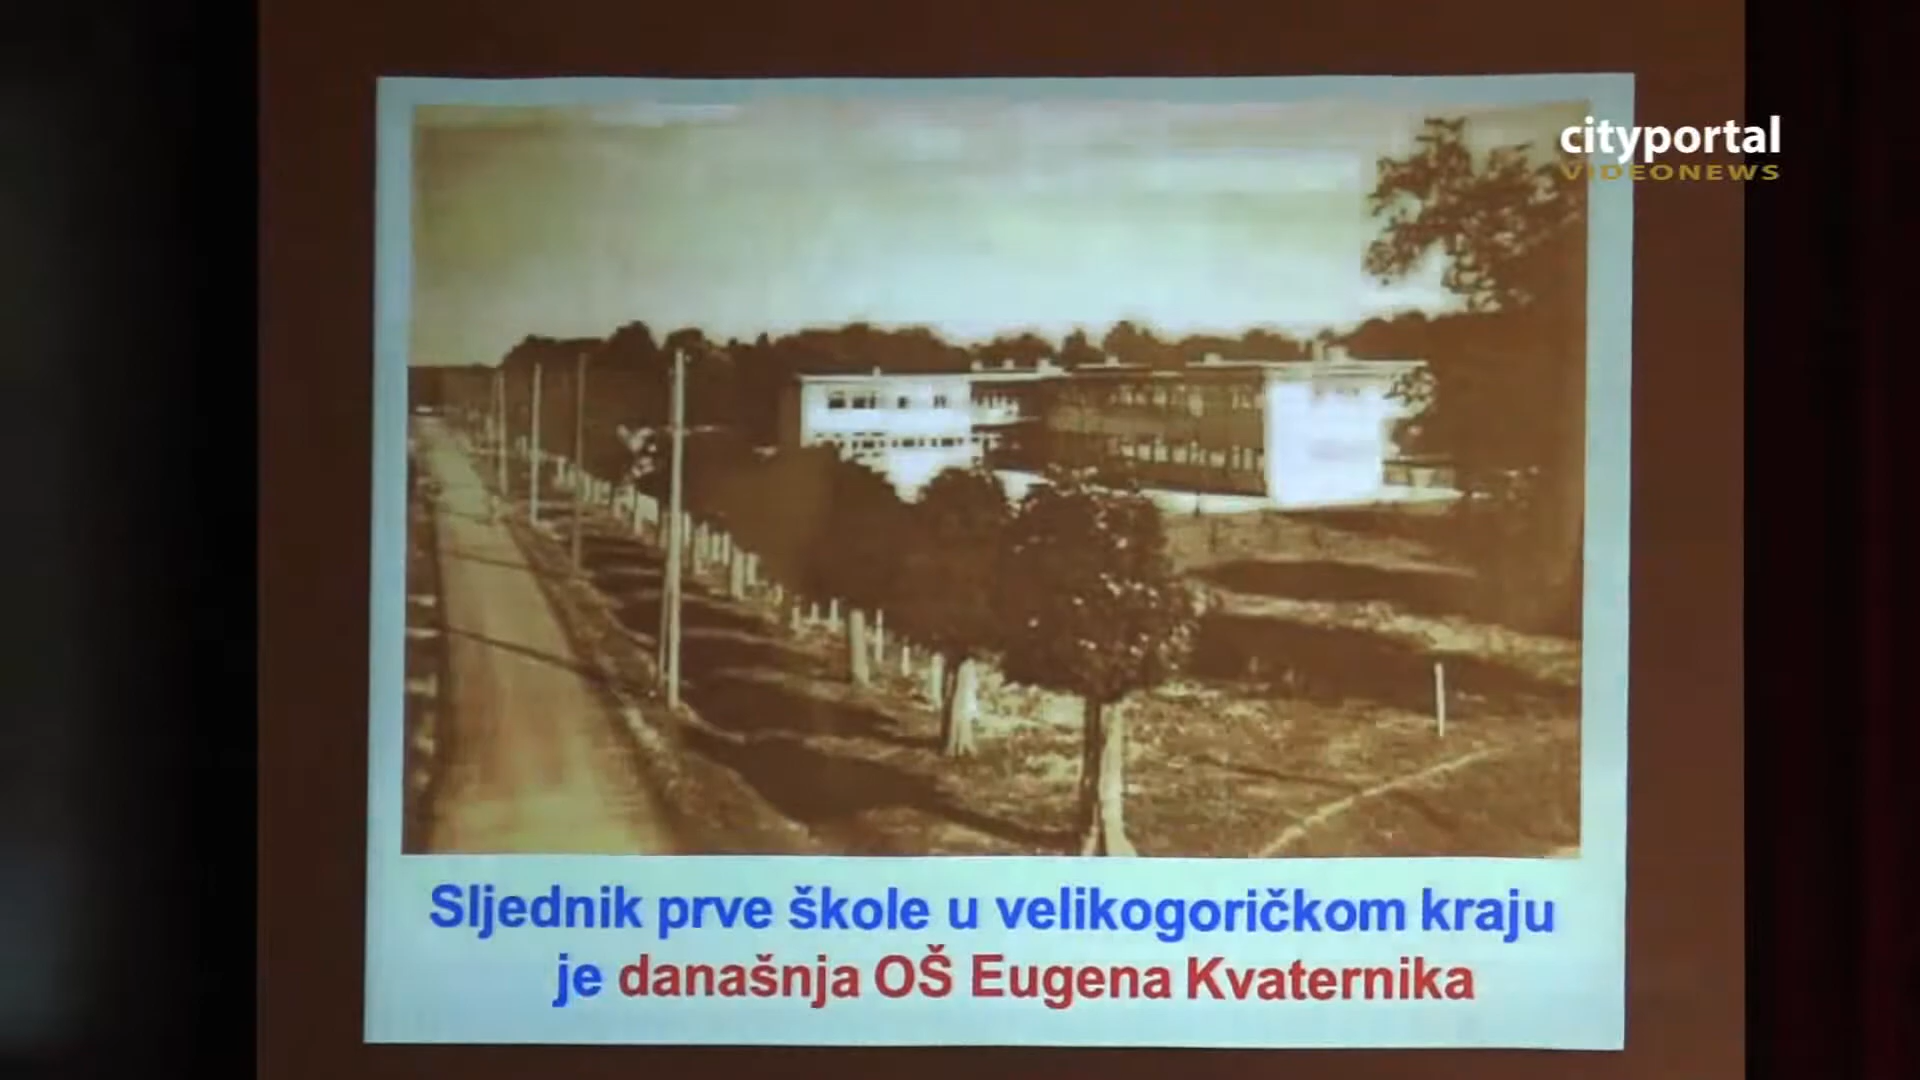 cityportal
VIDEONEWS
Sljednik prve škole u velikogoričkom kraju
je današnja OŠ Eugena Kvaternika